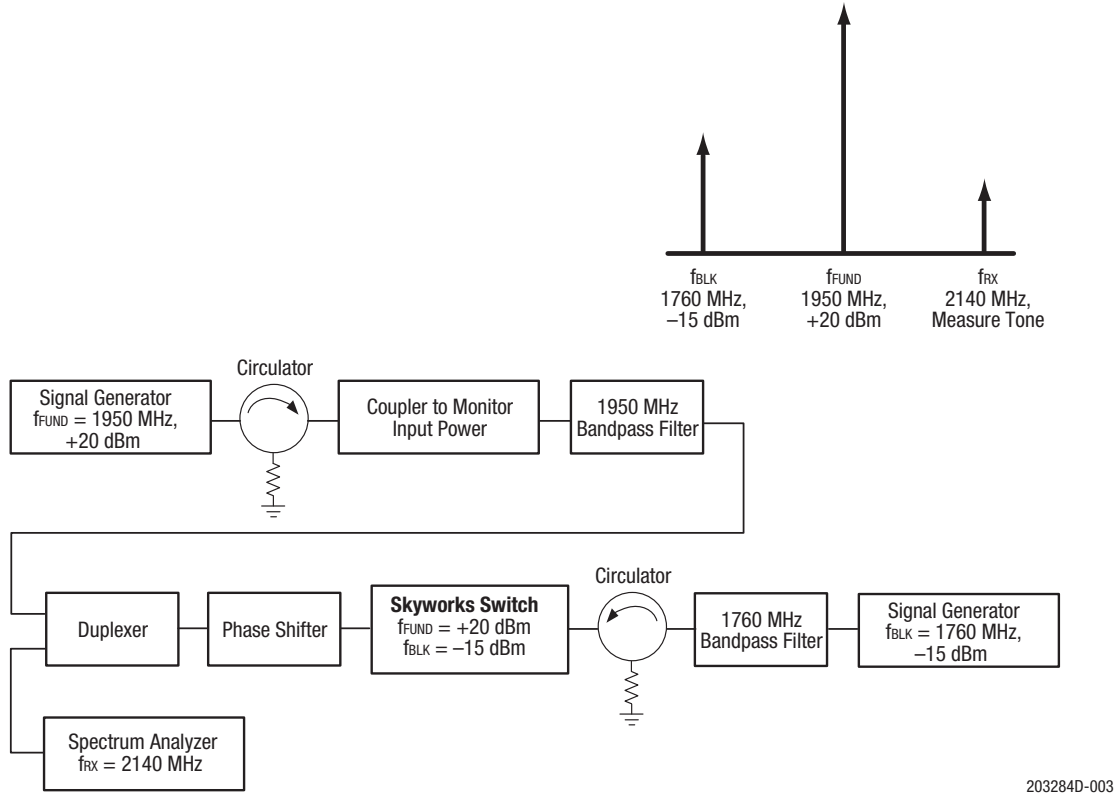 fBLK
1760 MHz,
–15 dBm
fFUND
1950 MHz,
+20 dBm
fRX
2140 MHz,
Measure Tone
Circulator
Signal Generator
fFUND = 1950 MHz,
+20 dBm
Coupler to Monitor
Input Power
1950 MHz
Bandpass Filter
Duplexer
Phase Shifter
Skyworks Switch
fFUND = +20 dBm
fBLK = –15 dBm
Circulator
1760 MHz
Bandpass Filter
Signal Generator
fBLK = 1760 MHz,
–15 dBm
Spectrum Analyzer
fRX = 2140 MHz
203284D-003